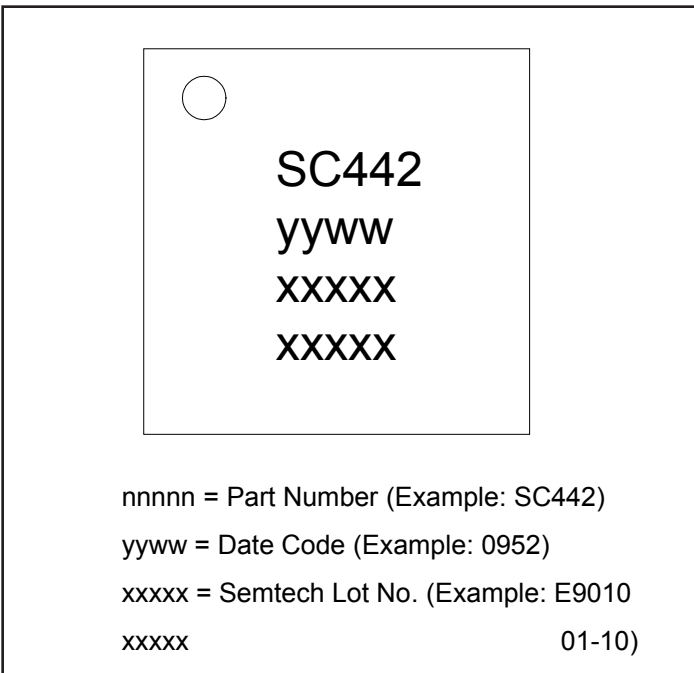 SC442
yyww
xxxxx
xxxxx
nnnnn = Part Number (Example: SC442)
yyww = Date Code (Example: 0952)
xxxxx = Semtech Lot No. (Example: E9010
xxxxx 01-10)